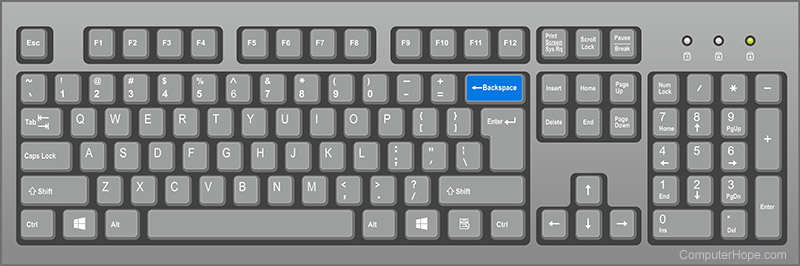 Esc F1 F2 F3 F4 F5 F6 F7 F8 F9 F10 F11 F12 Print Screen Sys Rq Scroll Lock Pause Break 1 A
~ ` ! 1 @ 2 # 3 $ 4 % 5 ^ 6 & 7 * 8 ( 9 ) 0 – - + = ←Backspace Insert Home Page Up Num Lock / * –
Tab Q W E R T Y U I O P { [ } ] Enter Delete End Page Down 7 Home 8 ↑ 9 PgUp +
Caps Lock A S D F G H J K L : ; " ' | \ 4 ← 5 6 →
⇧Shift Z X C V B N M < , > . ? / ⇧Shift ↑ 1 End 2 ↓ 3 PgDn Enter
Ctrl Alt Alt Ctrl ← ↓ → 0 Ins . Del
ComputerHope.com